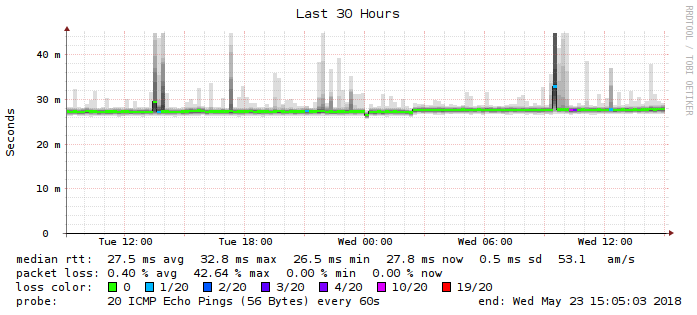 Last 30 Hours
RRDTOOL / TOBI OETIKER
Seconds
40 m
30 m
20 m
10 m
0
Tue 12:00 Tue 18:00 Wed 00:00 Wed 06:00 Wed 12:00
median rtt: 27.5 ms avg 32.8 ms max 26.5 ms min 27.8 ms now 0.5 ms sd 53.1 am/s
packet loss: 0.40 % avg 42.64 % max 0.00 % min 0.00 % now
loss color: 0 1/20 2/20 3/20 4/20 10/20 19/20
probe: 20 ICMP Echo Pings (56 Bytes) every 60s end: Wed May 23 15:05:03 2018